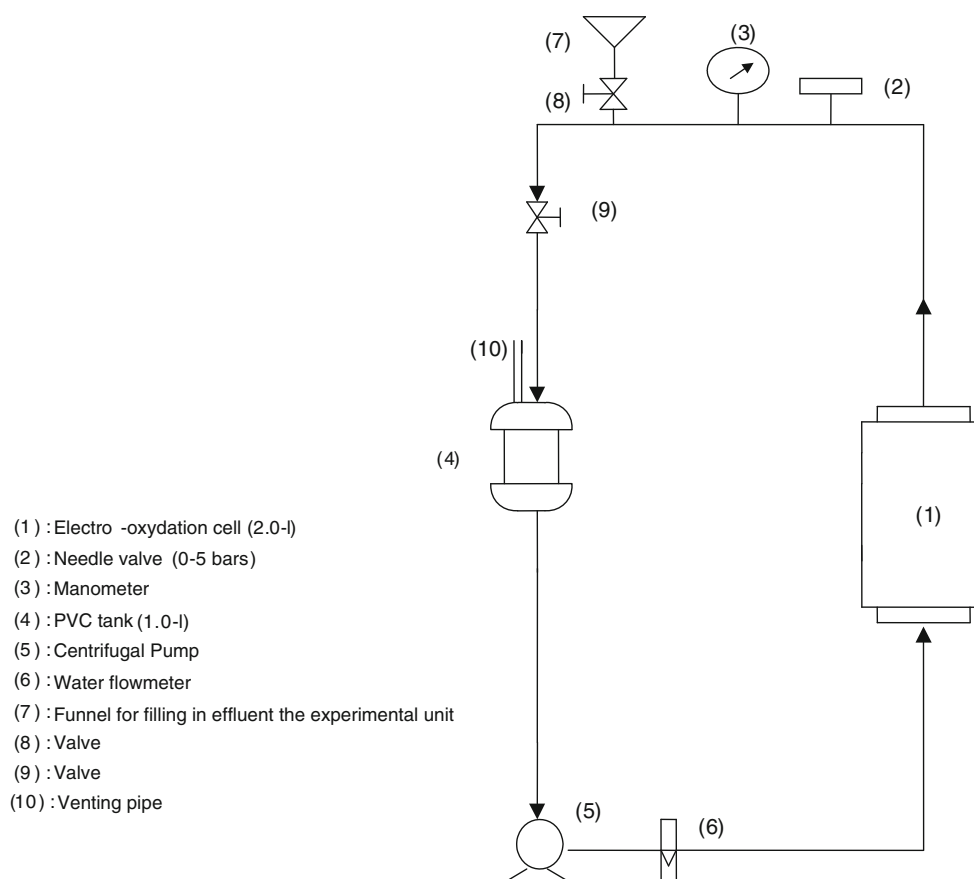 (7)
(3)
(8)
(2)
(9)
(10)
(4)
(1)
(5)
(6)
(1) : Electro -oxydation cell (2.0-l)
(2) : Needle valve (0-5 bars)
(3) : Manometer
(4) : PVC tank (1.0-l)
(5) : Centrifugal Pump
(6) : Water flowmeter
(7) : Funnel for filling in effluent the experimental unit
(8) : Valve
(9) : Valve
(10) : Venting pipe